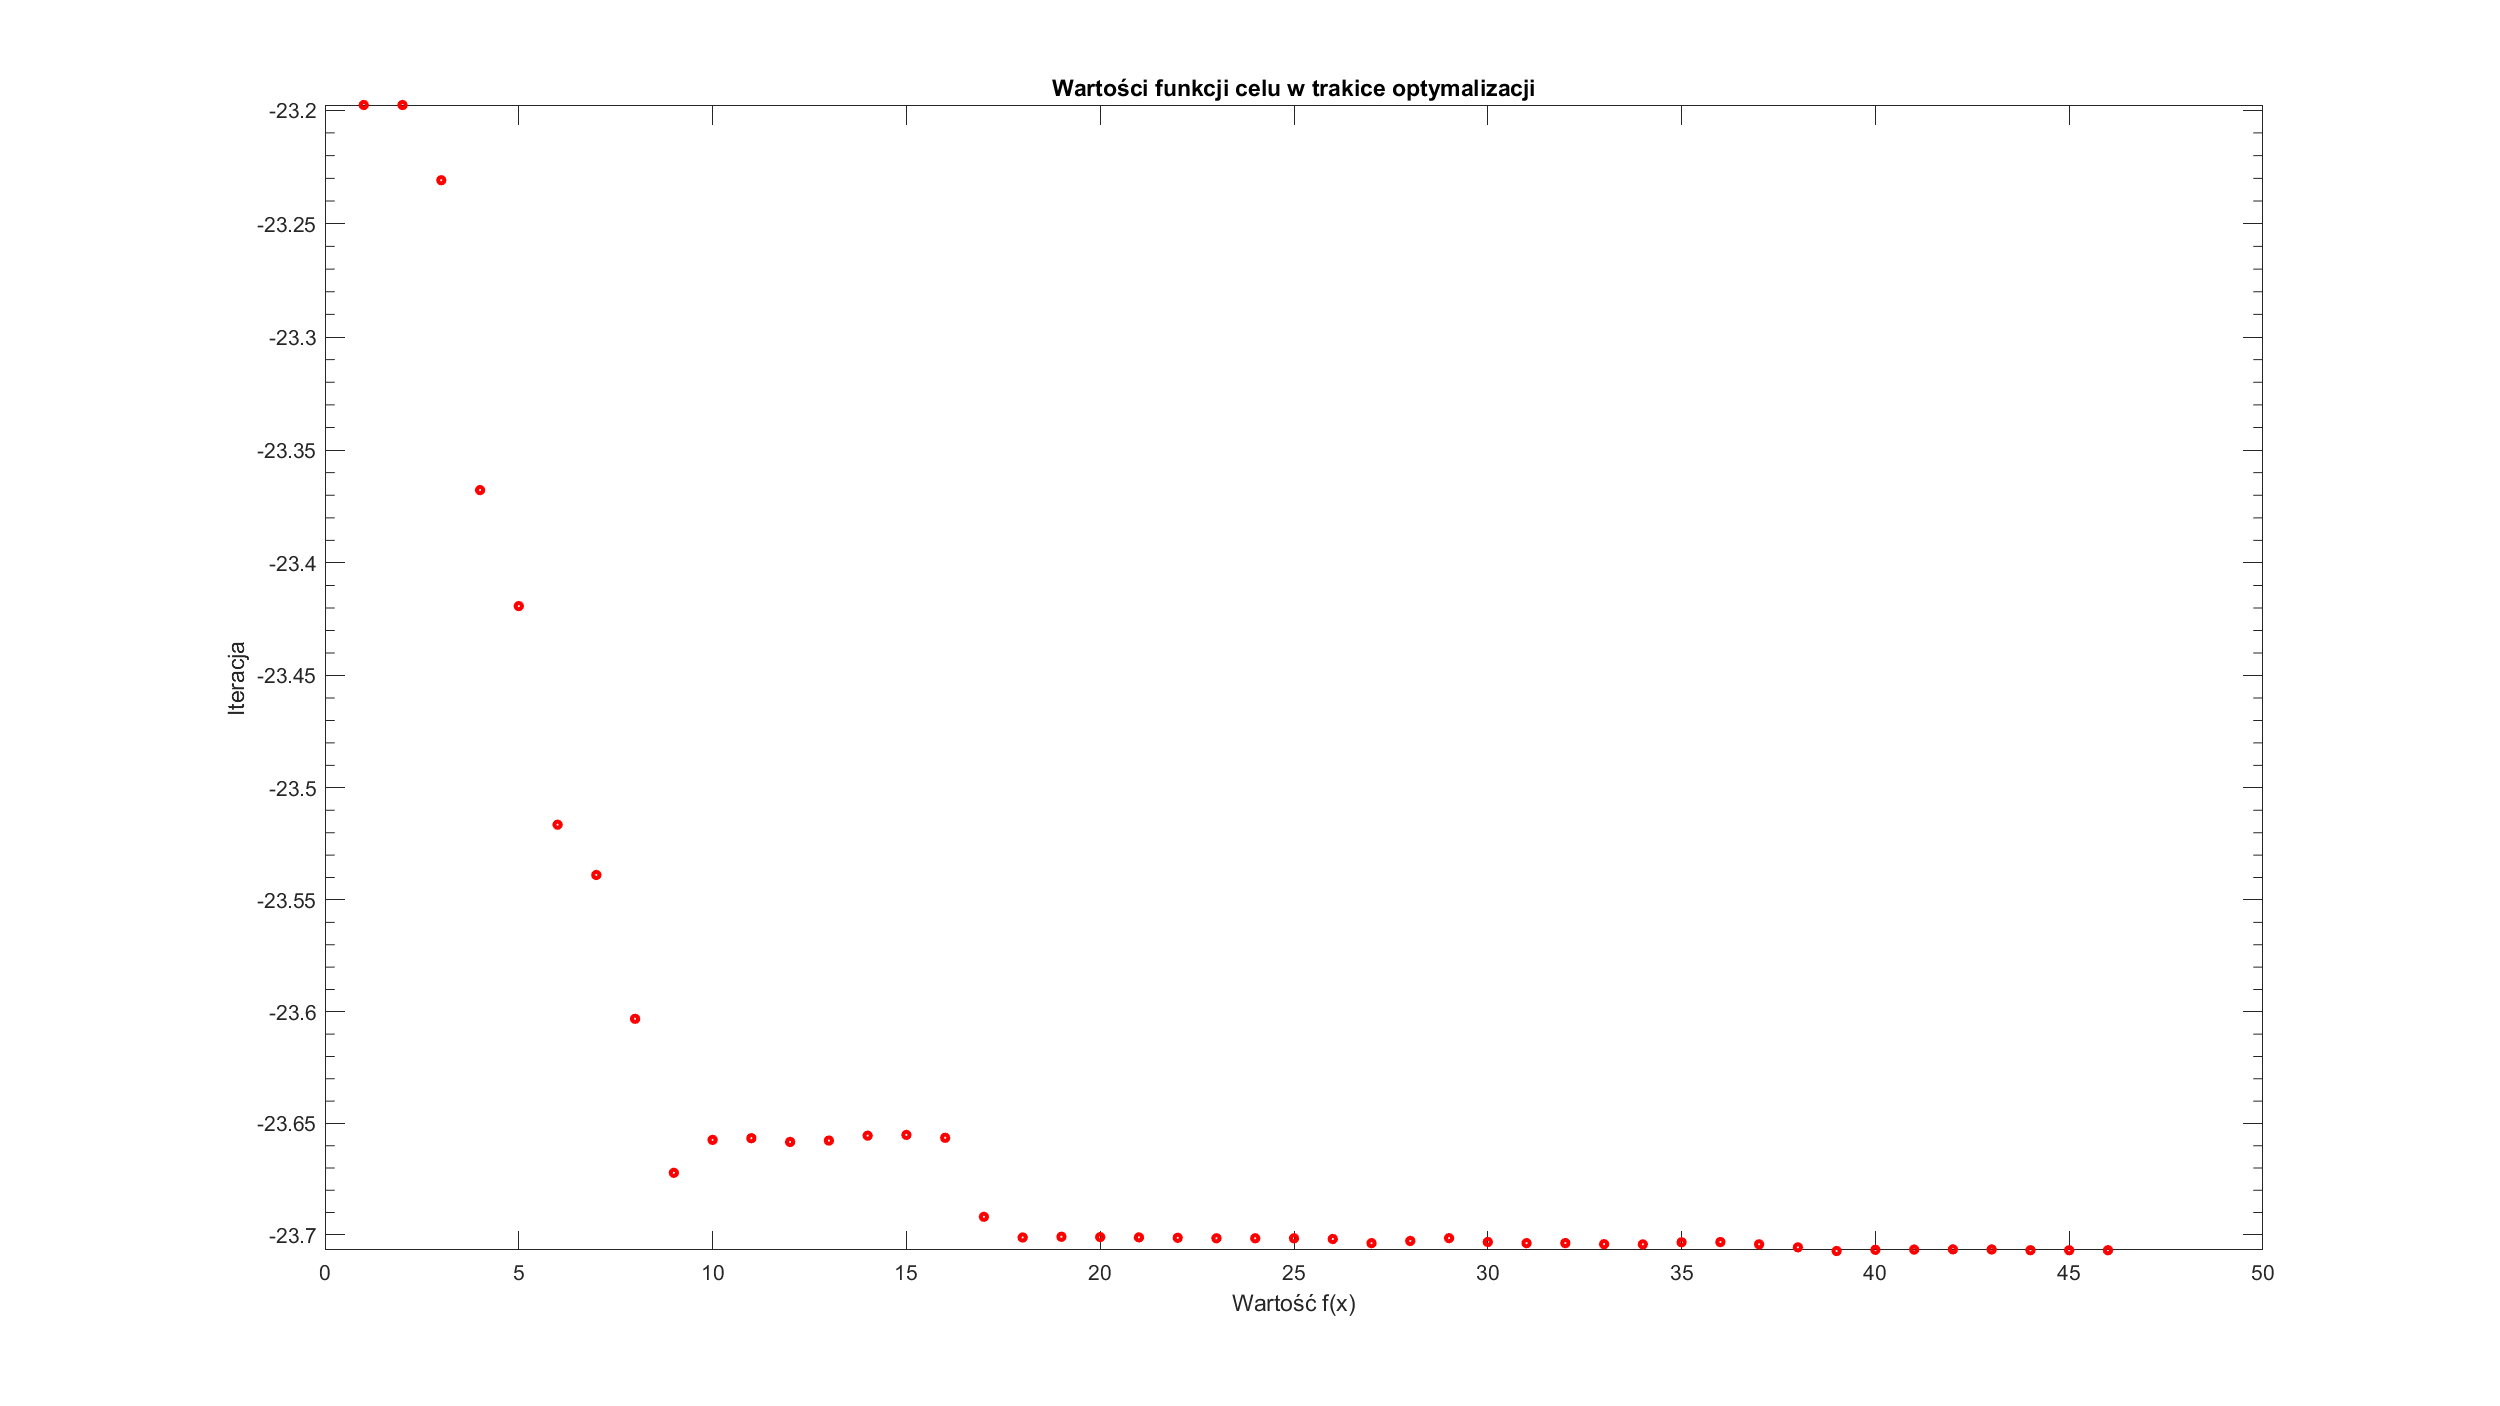 Wartości funkcji celu w trakice optymalizacji
-23.2
-23.25
-23.3
-23.35
-23.4
-23.45
-23.5
-23.55
-23.6
-23.65
-23.7
Iteracja
0 5 10 15 20 25 30 35 40 45 50
Wartość f(x)